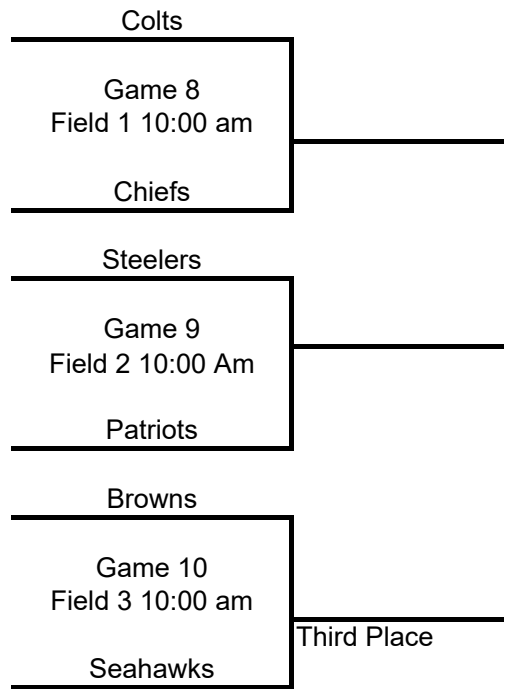 Colts
Game 8
Field 1 10:00 am
Chiefs
Steelers
Game 9
Field 2 10:00 Am
Patriots
Browns
Game 10
Field 3 10:00 am
Third Place
Seahawks